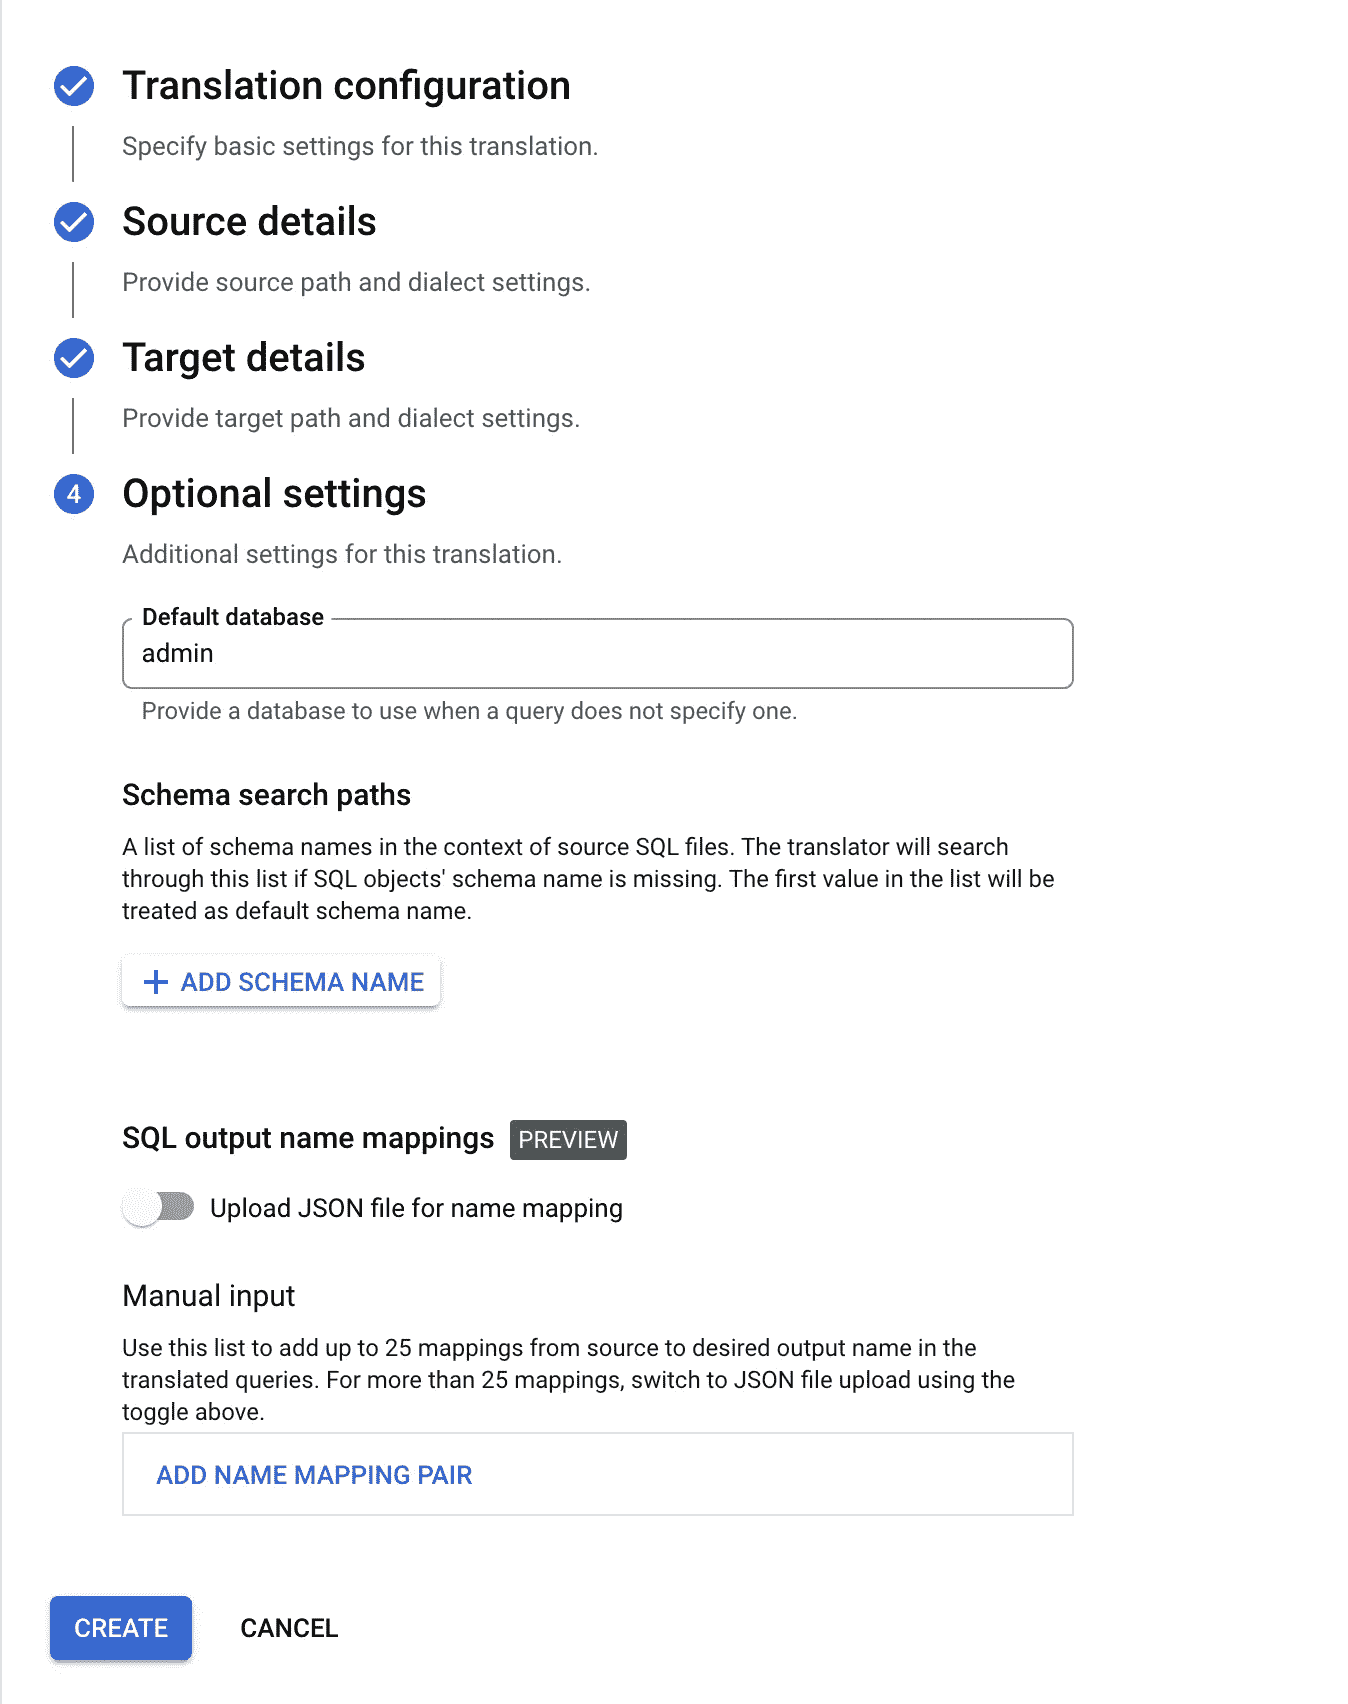 Translation configuration
Specify basic settings for this translation.
Source details
Provide source path and dialect settings.
Target details
Provide target path and dialect settings.
4 Optional settings
Additional settings for this translation.
Default database
admin
Provide a database to use when a query does not specify one.
Schema search paths
A list of schema names in the context of source SQL files. The translator will search
through this list if SQL objects' schema name is missing. The first value in the list will be
treated as default schema name.
+ ADD SCHEMA NAME
SQL output name mappings PREVIEW
Upload JSON file for name mapping
Manual input
Use this list to add up to 25 mappings from source to desired output name in the
translated queries. For more than 25 mappings, switch to JSON file upload using the
toggle above.
ADD NAME MAPPING PAIR
CREATE CANCEL